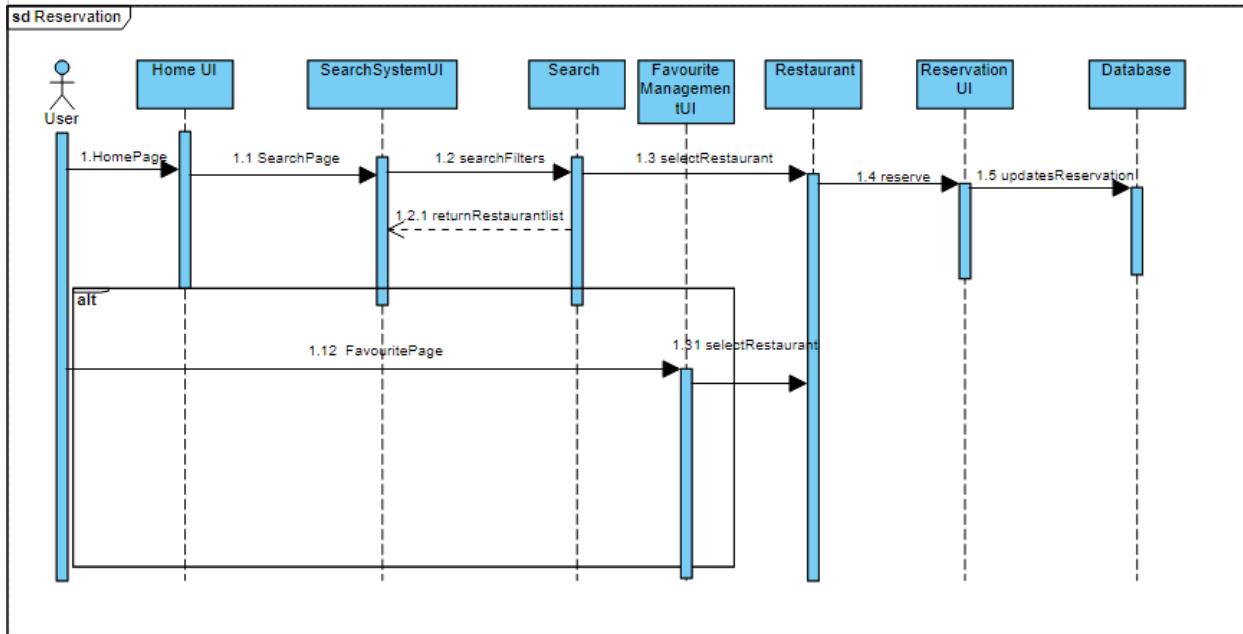 sd Reservation
User
Home UI
SearchSystemUI
Search
Favourite
Managemen
tUI
Restaurant
Reservation
UI
Database
1.HomePage
1.1 SearchPage
1.2 searchFilters
1.3 selectRestaurant
1.4 reserve
1.5 updatesReservation
1.2.1 returnRestaurantlist
alt
1.12 FavouritePage
1.31 selectRestaurant